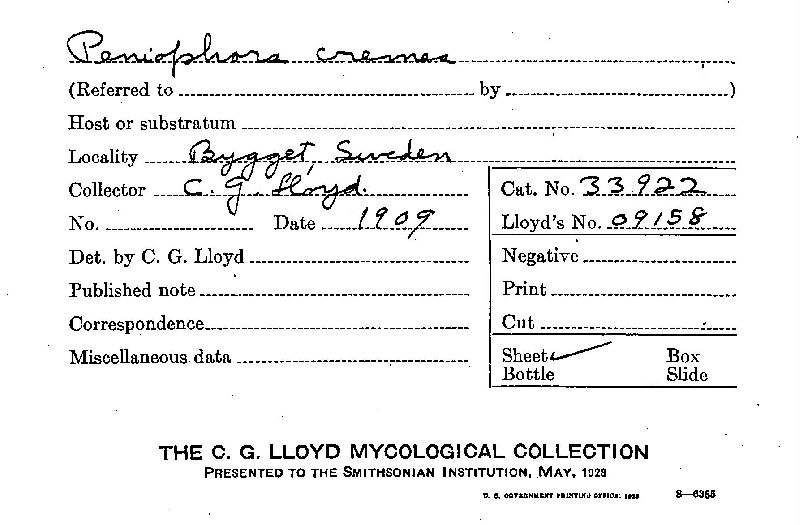 Peniophora cremea
(Referred to by )
Host or substratum
Locality Bygget, Sweden
Collector C. G. Lloyd.
Cat. No. 33922
No. Date 1909
Lloyd's No. 09158
Det. by C. G. Lloyd
Negative
Published note
Print
Correspondence
Cut
Miscellaneous data
Sheet Box
Bottle Slide
THE C. G. LLOYD MYCOLOGICAL COLLECTION
PRESENTED TO THE SMITHSONIAN INSTITUTION, MAY, 1928
U. S. GOVERNMENT PRINTING OFFICE: 1928
8—6355